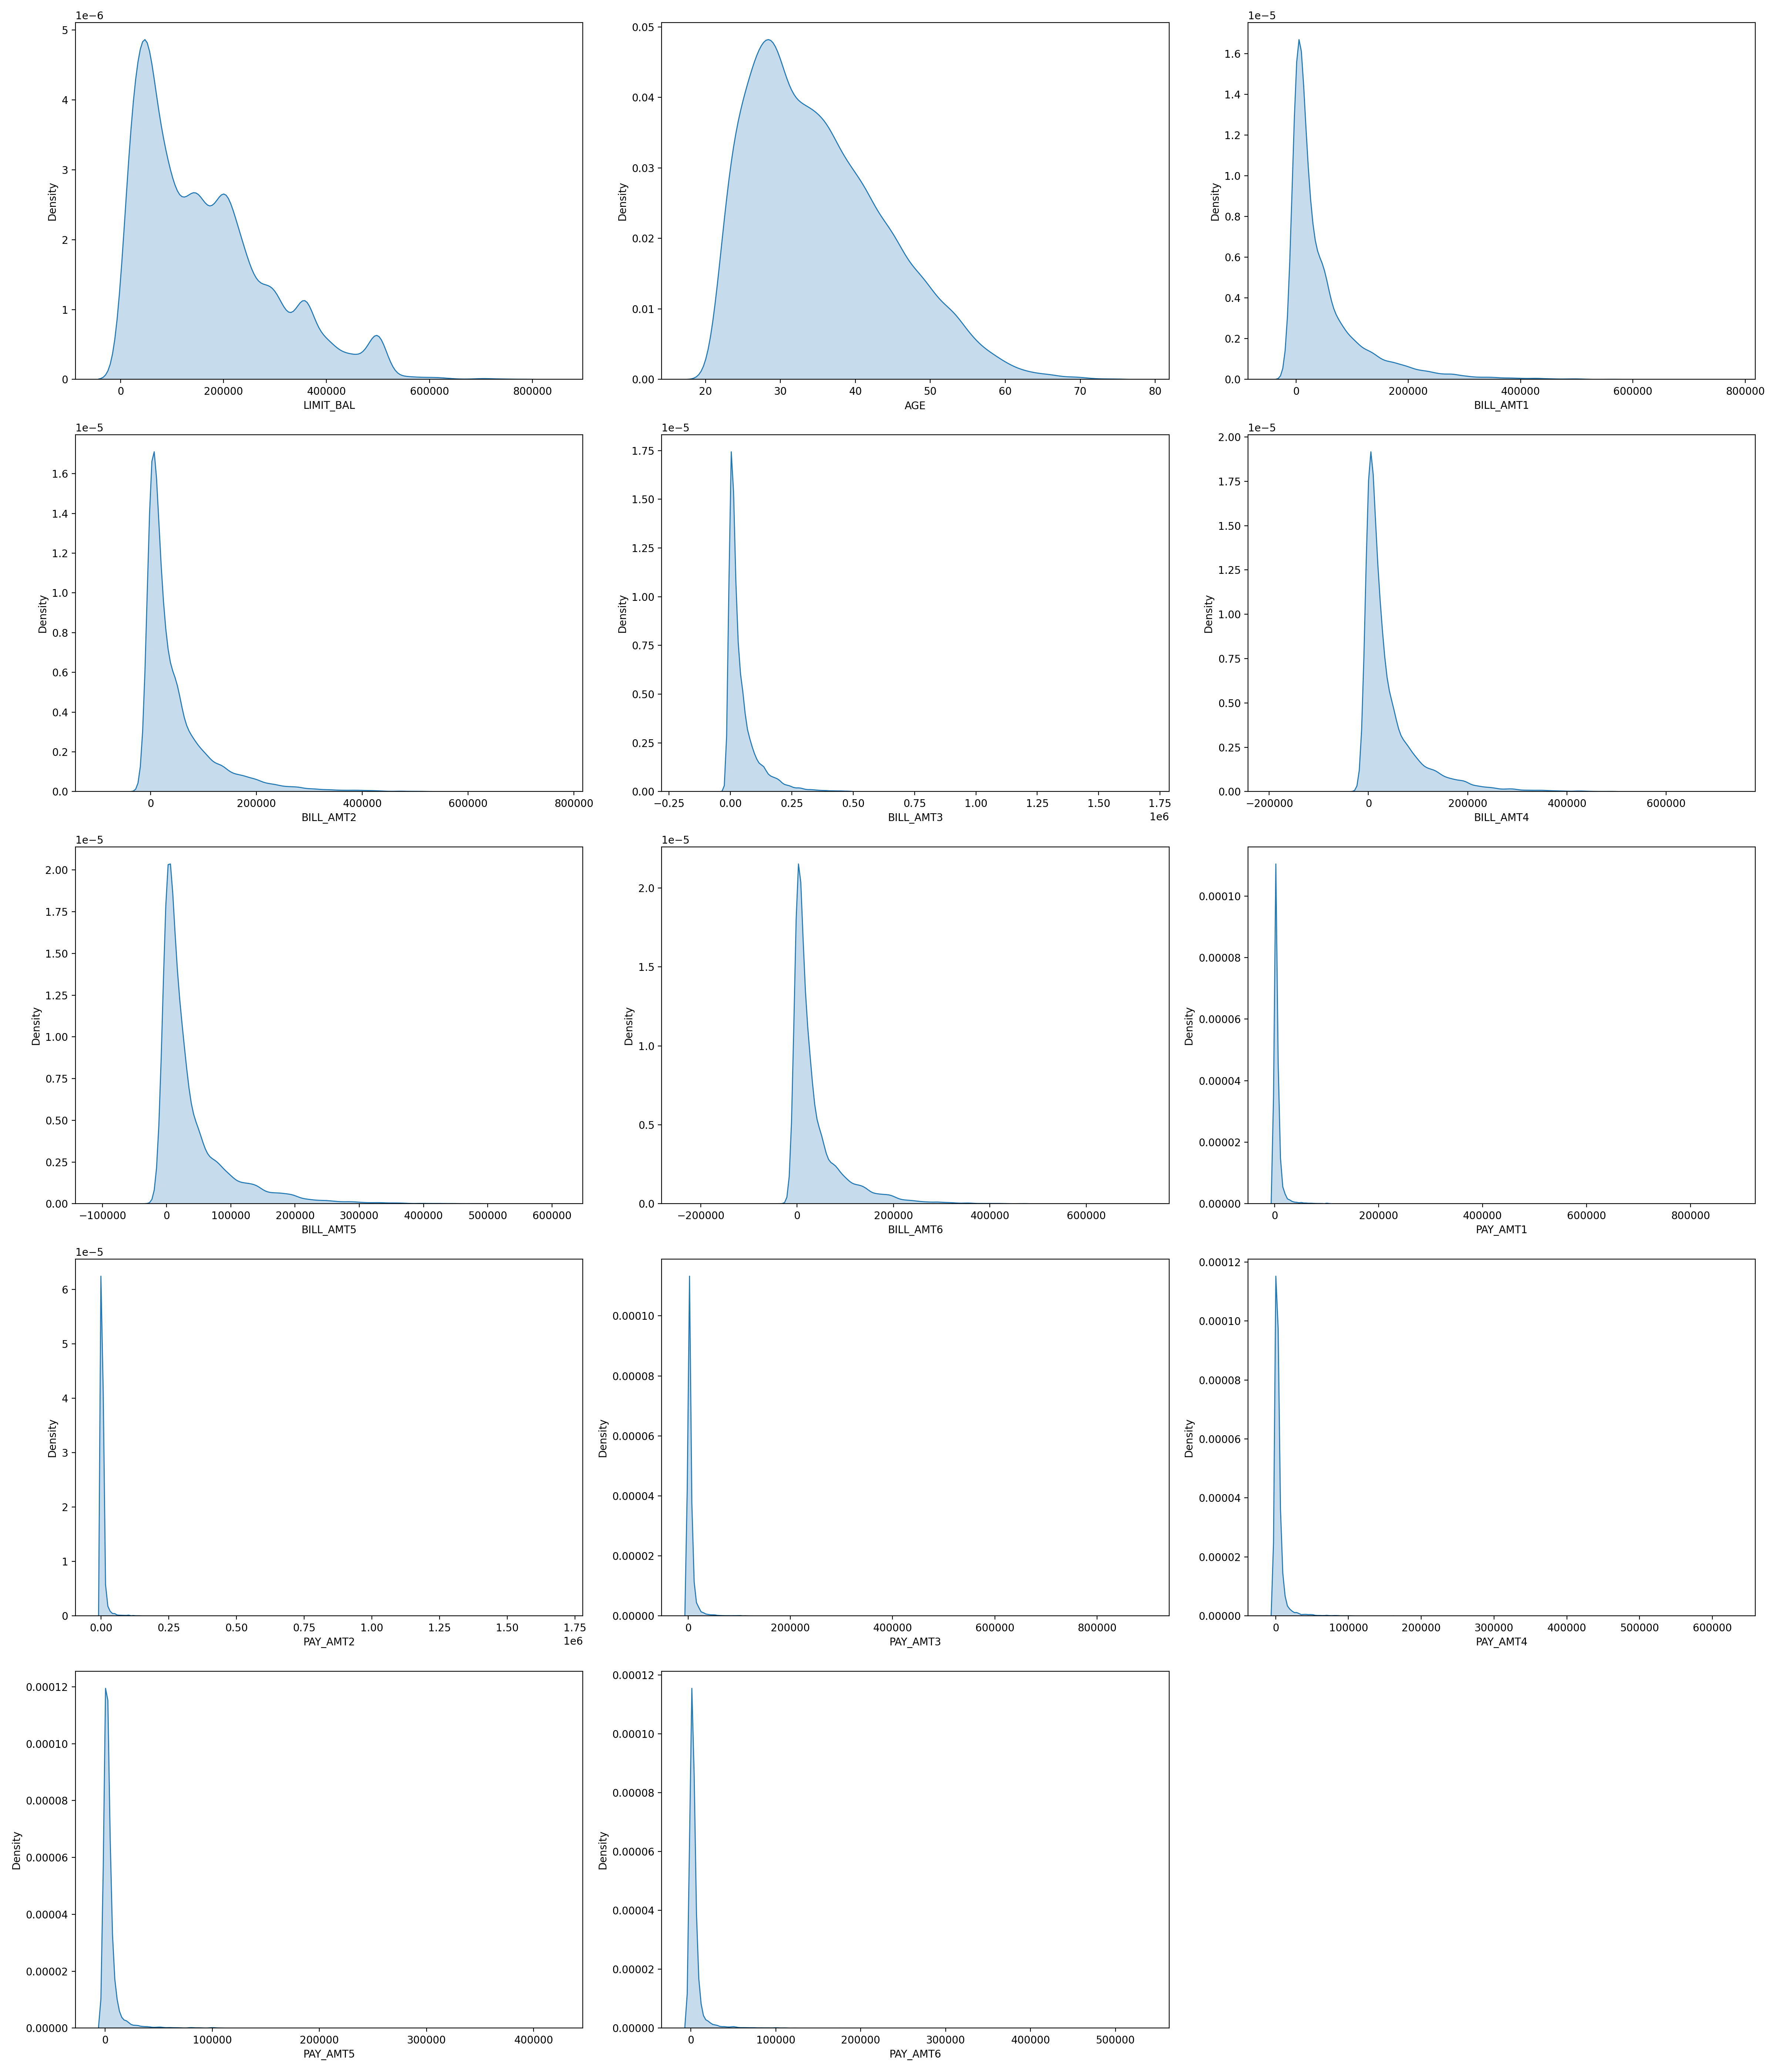 1e−6
5
4
3
2
1
0
Density
0 200000 400000 600000 800000
LIMIT_BAL
0.05
0.04
0.03
0.02
0.01
0.00
Density
20 30 40 50 60 70 80
AGE
1e−5
1.6
1.4
1.2
1.0
0.8
0.6
0.4
0.2
0.0
Density
0 200000 400000 600000 800000
BILL_AMT1
1e−5
1.6
1.4
1.2
1.0
0.8
0.6
0.4
0.2
0.0
Density
0 200000 400000 600000 800000
BILL_AMT2
1e−5
1.75
1.50
1.25
1.00
0.75
0.50
0.25
0.00
Density
−0.25 0.00 0.25 0.50 0.75 1.00 1.25 1.50 1.75
BILL_AMT3
1e6
1e−5
2.00
1.75
1.50
1.25
1.00
0.75
0.50
0.25
0.00
Density
−200000 0 200000 400000 600000
BILL_AMT4
1e−5
2.00
1.75
1.50
1.25
1.00
0.75
0.50
0.25
0.00
Density
−100000 0 100000 200000 300000 400000 500000 600000
BILL_AMT5
1e−5
2.0
1.5
1.0
0.5
0.0
Density
−200000 0 200000 400000 600000
BILL_AMT6
0.00010
0.00008
0.00006
0.00004
0.00002
0.00000
Density
0 200000 400000 600000 800000
PAY_AMT1
1e−5
6
5
4
3
2
1
0
Density
0.00 0.25 0.50 0.75 1.00 1.25 1.50 1.75
PAY_AMT2
1e6
0.00010
0.00008
0.00006
0.00004
0.00002
0.00000
Density
0 200000 400000 600000 800000
PAY_AMT3
0.00012
0.00010
0.00008
0.00006
0.00004
0.00002
0.00000
Density
0 100000 200000 300000 400000 500000 600000
PAY_AMT4
0.00012
0.00010
0.00008
0.00006
0.00004
0.00002
0.00000
Density
0 100000 200000 300000 400000
PAY_AMT5
0.00012
0.00010
0.00008
0.00006
0.00004
0.00002
0.00000
Density
0 100000 200000 300000 400000 500000
PAY_AMT6